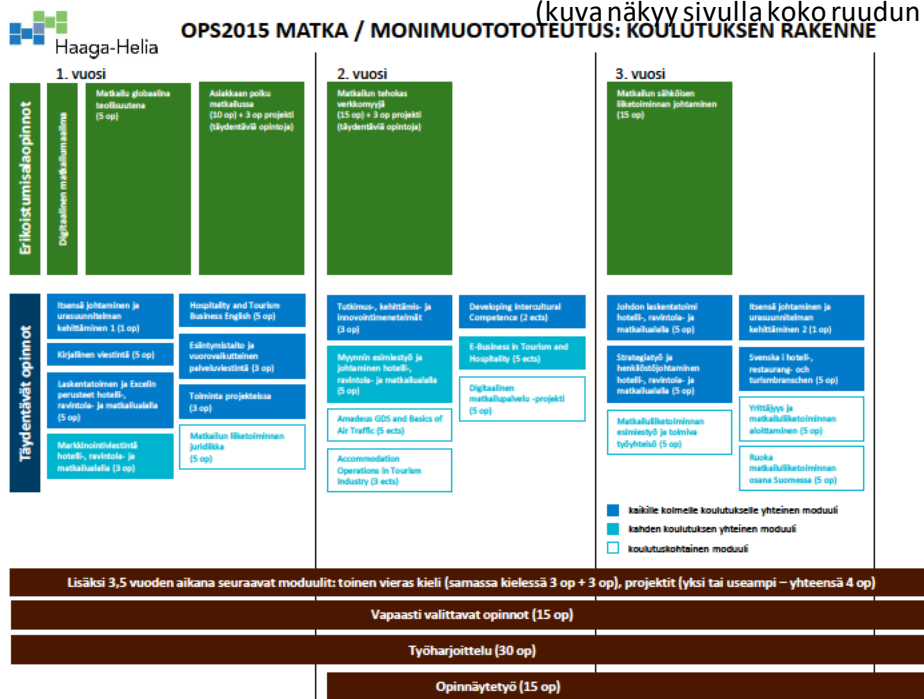 (kuva näkyy sivulla koko ruudun
Haaga-Helia
OPS2015 MATKA / MONIMUOTOTOTEUTUS: KOULUTUKSEN RAKENNE
1. vuosi
2. vuosi
3. vuosi
Erikoistumisalaopinnot
Digitaalinen matkailumaailma
Matkailu globaalina
teollisuutena
(5 op)
Asiakkaan polku
matkailussa
(10 op) + 3 op projekti
(täydentäviä opintoja)
Matkailun tehokas
verkkomyyjä
(15 op) + 3 op projekti
(täydentäviä opintoja)
Matkailun sähköisen
liiketoiminnan johtaminen
(15 op)
Täydentävät opinnot
Itsensä johtaminen ja
urasuunnitelman
kehittäminen 1 (1 op)
Kirjallinen viestintä (5 op)
Laskentatoimen ja Excelin
perusteet hotelli-,
ravintola- ja matkailualalla
(5 op)
Markkinointiviestintä
hotelli-, ravintola- ja
matkailualalla (3 op)
Hospitality and Tourism
Business English (5 op)
Esiintymistaito ja
vuorovaikutteinen
palveluviestintä (3 op)
Toiminta projekteissa
(3 op)
Matkailun liiketoiminnan
juridiikka
(5 op)
Tutkimus-, kehittämis- ja
innovointimenetelmät
(3 op)
Myynnin esimiestyö ja
johtaminen hotelli-,
ravintola- ja matkailualalla
(5 op)
Amadeus GDS and Basics of
Air Traffic (5 ects)
Accommodation
Operations in Tourism
Industry (3 ects)
Developing Intercultural
Competence (2 ects)
E-Business in Tourism and
Hospitality (5 ects)
Digitaalinen
matkailupalvelu -projekti
(5 op)
Johdon laskentatoimi
hotelli-, ravintola- ja
matkailualalla (5 op)
Strategiatyö ja
henkilöstöjohtaminen
hotelli-, ravintola- ja
matkailualalla (5 op)
Matkailuliiketoiminnan
esimiestyö ja toimiva
työyhteisö (5 op)
Itsensä johtaminen ja
urasuunnitelman
kehittäminen 2 (1 op)
Svenska i hotell-,
restaurang- och
turismbranschen (5 op)
Yrittäjyys ja
matkailuliiketoiminnan
aloittaminen (5 op)
Ruoka
matkailuliiketoiminnan
osana Suomessa (5 op)
kaikille kolmelle koulutukselle yhteinen moduuli
kahden koulutuksen yhteinen moduuli
koulutuskohtainen moduuli
Lisäksi 3,5 vuoden aikana seuraavat moduulit: toinen vieras kieli (samassa kielessä 3 op + 3 op), projektit (yksi tai useampi – yhteensä 4 op)
Vapaasti valittavat opinnot (15 op)
Työharjoittelu (30 op)
Opinnäytetyö (15 op)